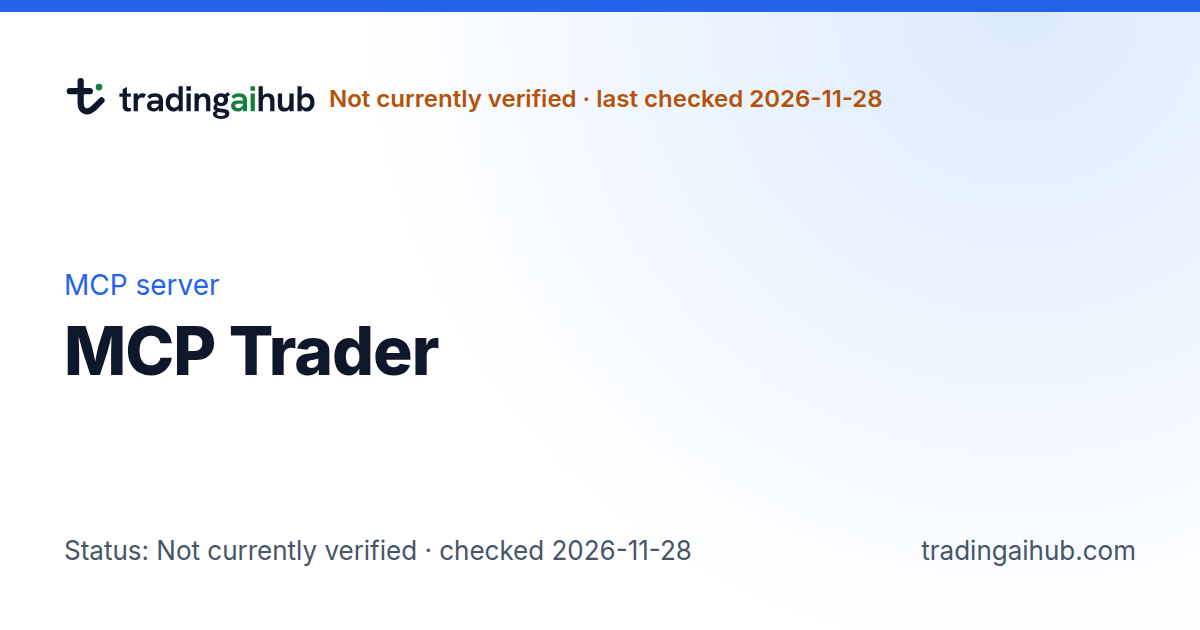 tradingaihub Not currently verified · last checked 2026-11-28
MCP server
MCP Trader
Status: Not currently verified · checked 2026-11-28
tradingaihub.com